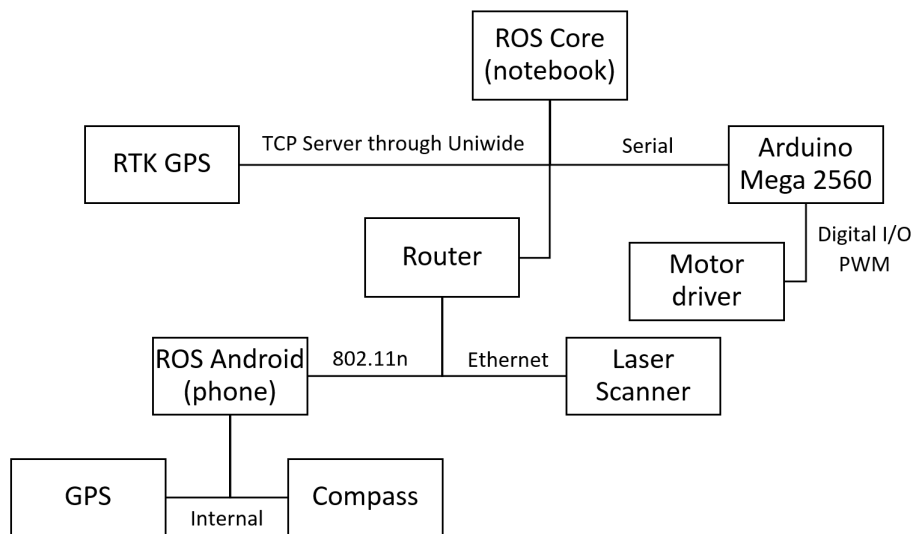 ROS Core
(notebook)
TCP Server through Uniwide
Serial
RTK GPS
Arduino
Mega 2560
Router
Digital I/O
PWM
Motor
driver
ROS Android
(phone)
802.11n
Ethernet
Laser
Scanner
GPS
Internal
Compass